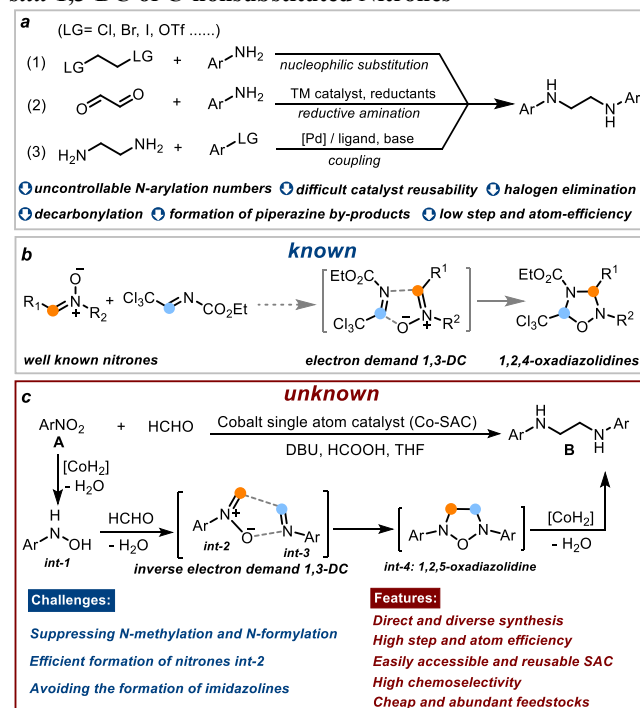 1,3-DC of C-nonsubstituted Nitrones
a
(LG= Cl, Br, I, OTf ......)
(1) LG LG + Ar NH2 nucleophilic substitution
(2) O O + Ar NH2 TM catalyst, reductants reductive amination
(3) H2N NH2 + Ar LG [Pd] / ligand, base coupling
Ar H N N H Ar
uncontrollable N-arylation numbers difficult catalyst reusability halogen elimination
decarbonylation formation of piperazine by-products low step and atom-efficiency
b known
R1 N + O − R2 + Cl3C N CO2Et EtO2C N R1 Cl3C O − N + R2 EtO2C N R1 Cl3C O N R2
well known nitrones electron demand 1,3-DC 1,2,4-oxadiazolidines
c unknown
ArNO2 + HCHO Cobalt single atom catalyst (Co-SAC) Ar H N N H Ar
A DBU, HCOOH, THF B
[CoH2]
- H2O
Ar H N OH HCHO - H2O Ar N + O − N Ar Ar N O N Ar [CoH2] - H2O
int-1 int-2 int-3 int-4: 1,2,5-oxadiazolidine
inverse electron demand 1,3-DC
Challenges:
Suppressing N-methylation and N-formylation
Efficient formation of nitrones int-2
Avoiding the formation of imidazolines
Features:
Direct and diverse synthesis
High step and atom efficiency
Easily accessible and reusable SAC
High chemoselectivity
Cheap and abundant feedstocks